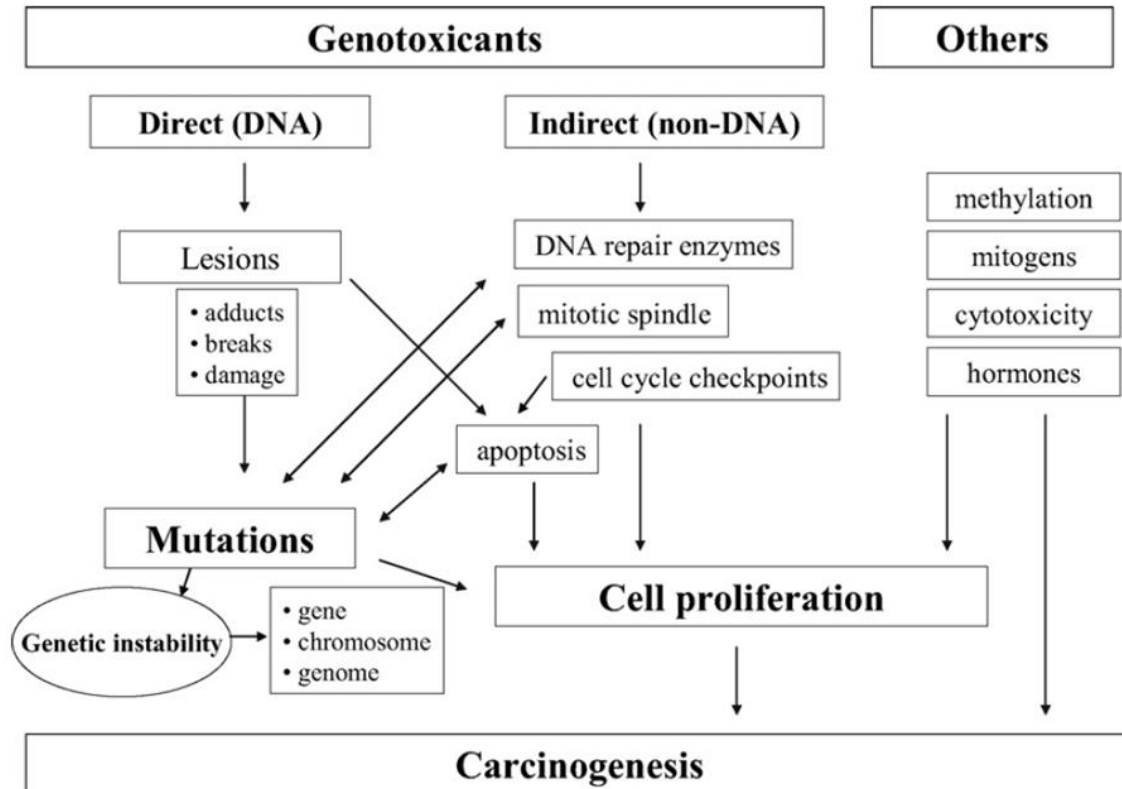 Genotoxicants
Others
Direct (DNA)
Indirect (non-DNA)
methylation
mitogens
cytotoxicity
hormones
Lesions
• adducts
• breaks
• damage
DNA repair enzymes
mitotic spindle
cell cycle checkpoints
apoptosis
Mutations
Genetic instability
• gene
• chromosome
• genome
Cell proliferation
Carcinogenesis